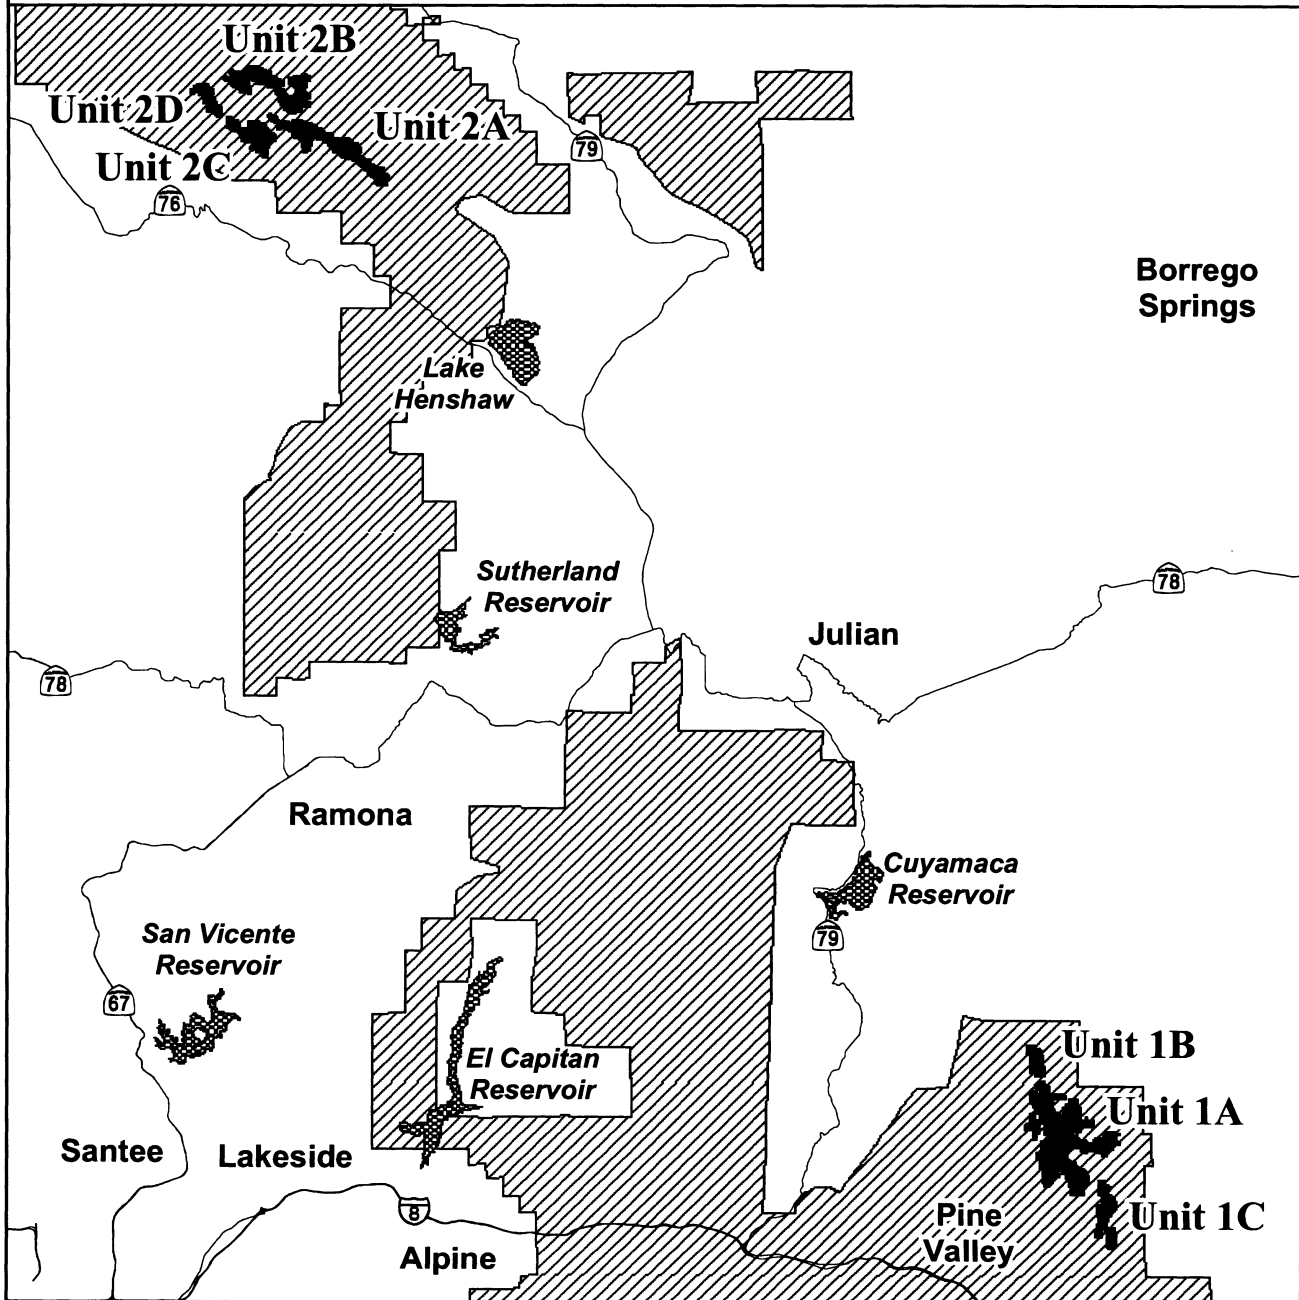 Unit 2B
Unit 2D
Unit 2A
79
Unit 2C
76
Borrego
Springs
Lake
Henshaw
Sutherland
Reservoir
78
Julian
78
Ramona
Cuyamaca
Reservoir
San Vicente
Reservoir
79
67
Unit 1B
El Capitan
Reservoir
Unit 1A
Santee
Lakeside
8
Pine
Valley
Unit 1C
Alpine